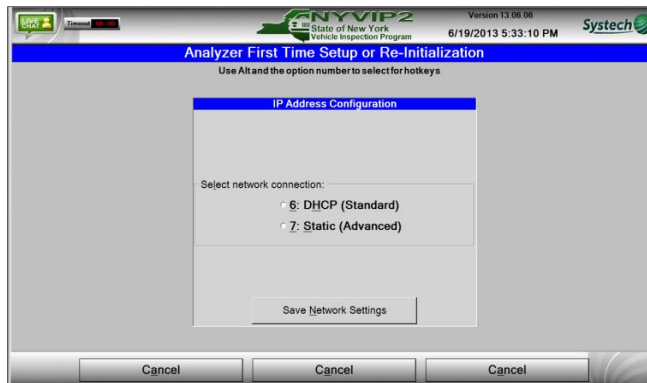 LIVE CHAT
Timeout
NYVIP2
State of New York
Vehicle Inspection Program
Version 13.06.06
6/19/2013 5:33:10 PM
Systech
Analyzer First Time Setup or Re-Initialization
Use Alt and the option number to select for hotkeys
IP Address Configuration
Select network connection:
6: DHCP (Standard)
7: Static (Advanced)
Save Network Settings
Cancel Cancel Cancel